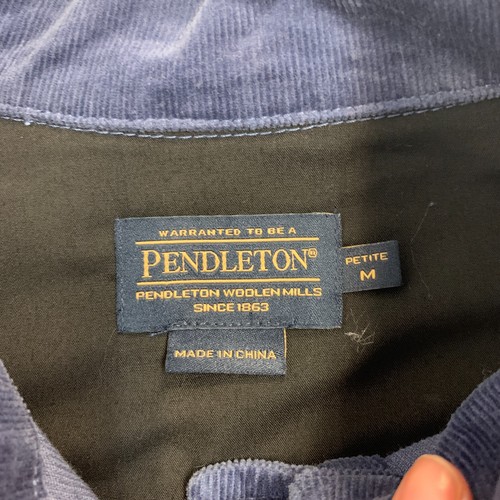 WARRANTED TO BE A
PENDLETON®
PENDLETON WOOLEN MILLS
SINCE 1863
PETITE
M
MADE IN CHINA